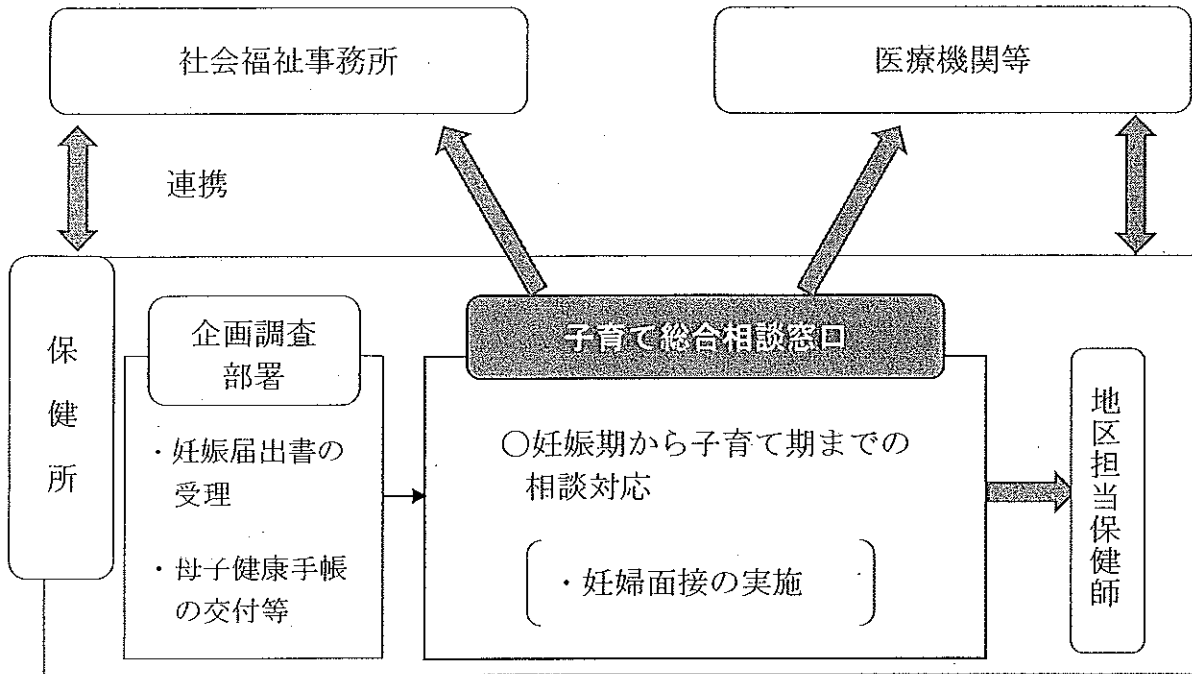 社会福祉事務所
医療機関等
連携
保健所
企画調査
部署
・妊娠届出書の
受理
・母子健康手帳
の交付等
子育て総合相談窓口
○妊娠期から子育て期までの
相談対応
・妊婦面接の実施
地区担当保健師